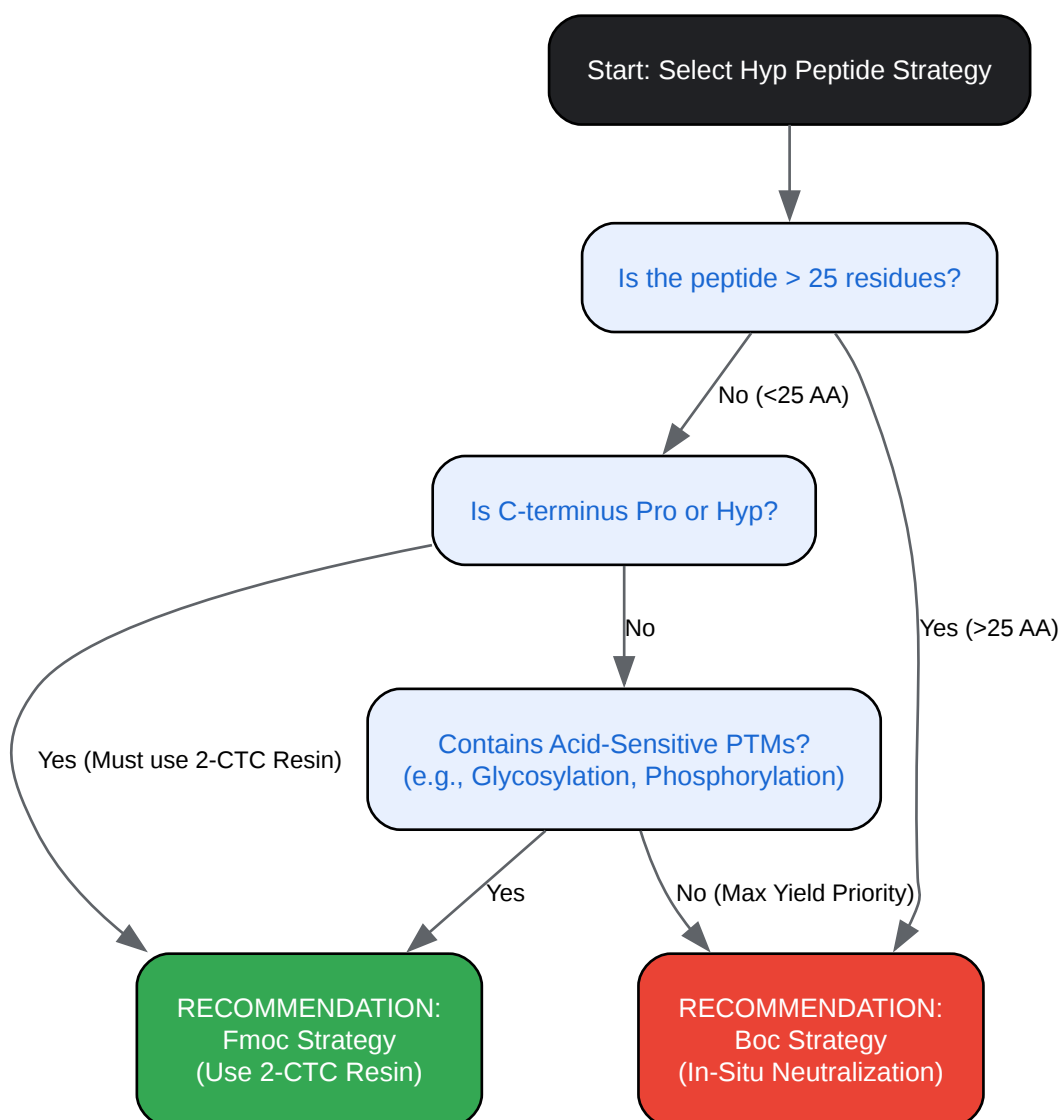 Start: Select Hyp Peptide Strategy
Is the peptide > 25 residues?
No (<25 AA)
Is C-terminus Pro or Hyp?
No
Yes (>25 AA)
Contains Acid-Sensitive PTMs?
(e.g., Glycosylation, Phosphorylation)
Yes (Must use 2-CTC Resin)
Yes
No (Max Yield Priority)
RECOMMENDATION:
Fmoc Strategy
(Use 2-CTC Resin)
RECOMMENDATION:
Boc Strategy
(In-Situ Neutralization)